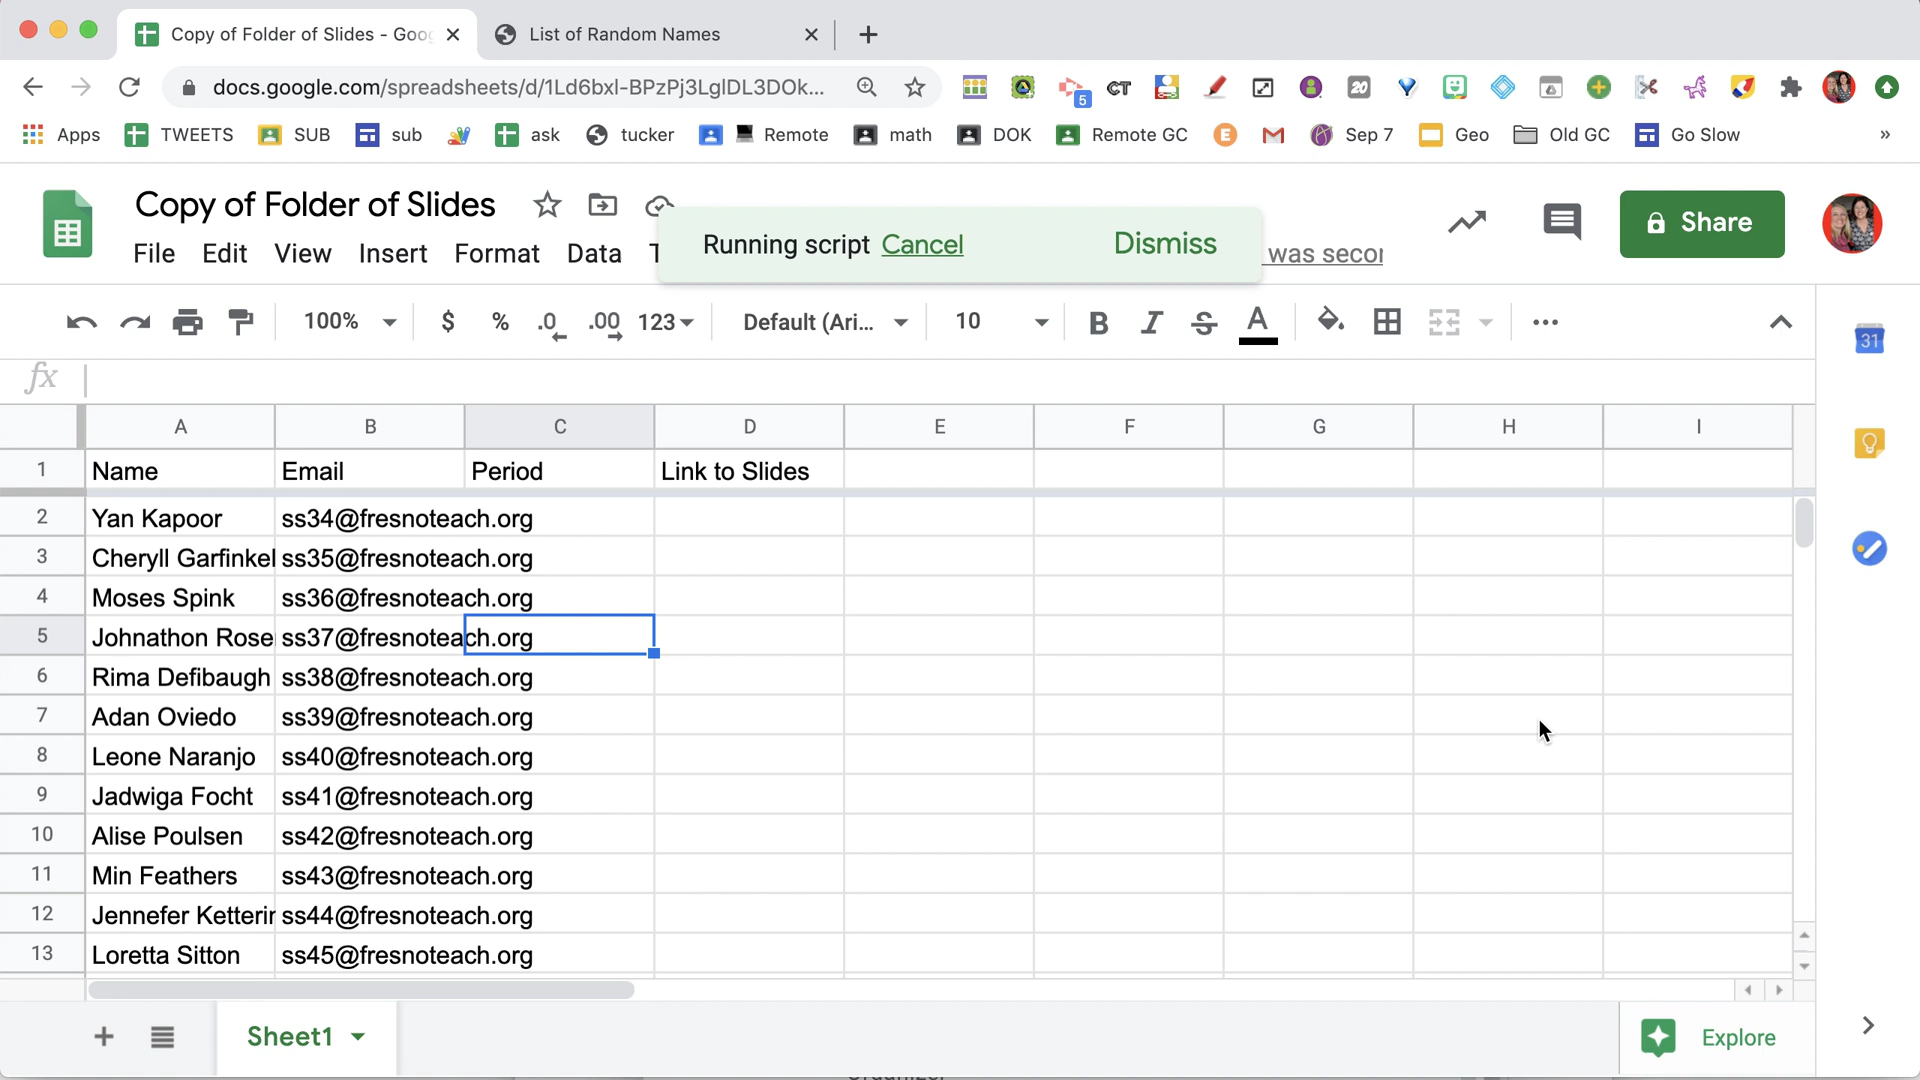 Copy of Folder of Slides - Goo
List of Random Names
docs.google.com/spreadsheets/d/1Ld6bxl-BPzPj3LglDL3DOk...
5
CT
20
Apps
TWEETS
SUB
sub
ask
tucker
Remote
math
DOK
Remote GC
E
Sep 7
Geo
Old GC
Go Slow
»
Copy of Folder of Slides
Share
File Edit View Insert Format Data T
Running script Cancel Dismiss
was secon
100% $ % .0 .00 123 Default (Ari... 10 B I S A
31
fx
A B C D E F G H I
1 Name Email Period Link to Slides
2 Yan Kapoor ss34@fresnoteach.org
3 Cheryll Garfinkel ss35@fresnoteach.org
4 Moses Spink ss36@fresnoteach.org
5 Johnathon Rose ss37@fresnoteach.org
6 Rima Defibaugh ss38@fresnoteach.org
7 Adan Oviedo ss39@fresnoteach.org
8 Leone Naranjo ss40@fresnoteach.org
9 Jadwiga Focht ss41@fresnoteach.org
10 Alise Poulsen ss42@fresnoteach.org
11 Min Feathers ss43@fresnoteach.org
12 Jennefer Ketterin ss44@fresnoteach.org
13 Loretta Sitton ss45@fresnoteach.org
Sheet1
Explore